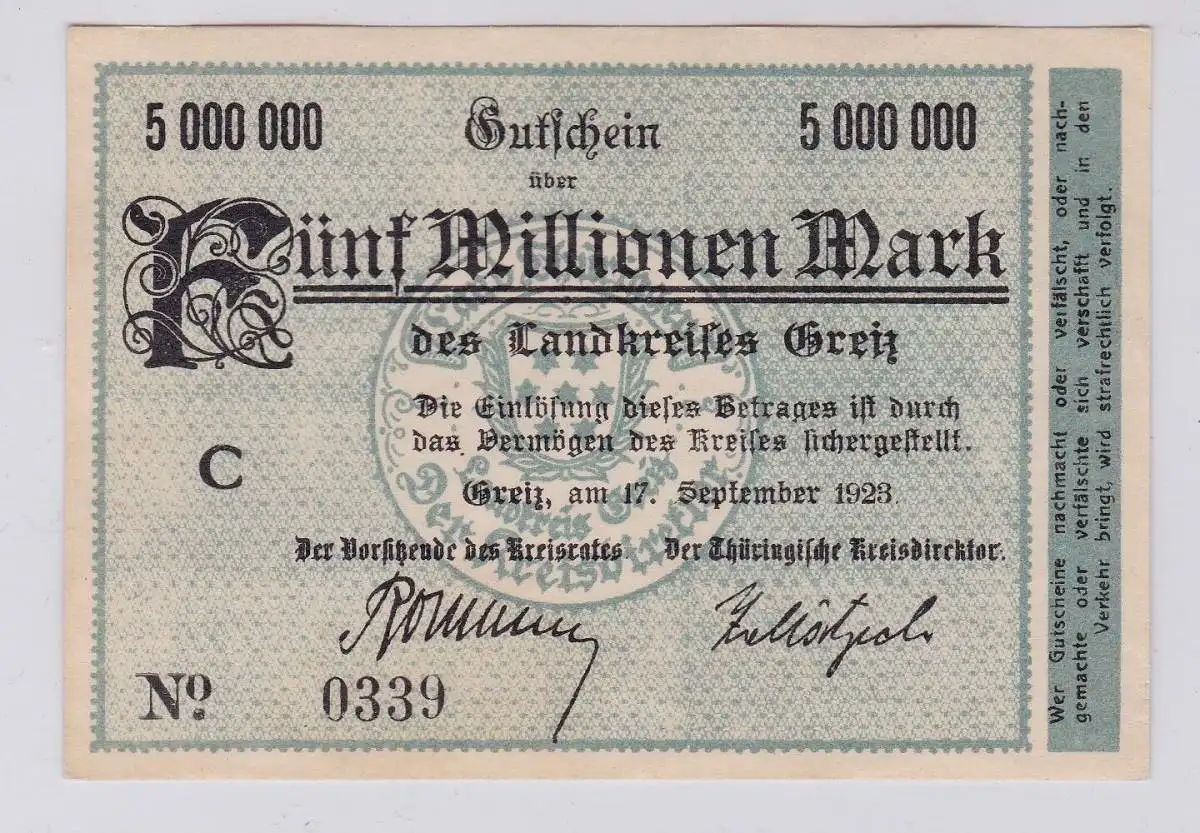 5 000 000 Gutschein 5 000 000
über
Fünf Millionen Mark
des Landkreises Greiz
Die Einlösung dieses Betrages ist durch
das Vermögen des Kreises sichergestellt.
C
Greiz, am 17. September 1923.
Der Vorsitzende des Kreisrates Der Thüringische Kreisdirektor.
No. 0339
Wer Gutscheine nachmacht oder verfälscht, oder nach-
gemachte oder verfälschte sich verschafft und in den
Verkehr bringt, wird strafrechtlich verfolgt.